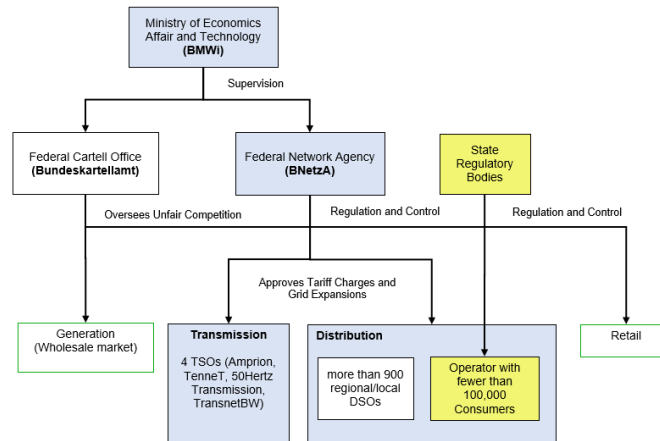 Ministry of Economics
Affair and Technology
(BMWi)
Supervision
Federal Cartell Office
(Bundeskartellamt)
Federal Network Agency
(BNetzA)
State
Regulatory
Bodies
Oversees Unfair Competition
Regulation and Control
Regulation and Control
Approves Tariff Charges and
Grid Expansions
Generation
(Wholesale market)
Transmission
4 TSOs (Amprion,
TenneT, 50Hertz
Transmission,
TransnetBW)
Distribution
more than 900
regional/local
DSOs
Operator with
fewer than
100,000
Consumers
Retail